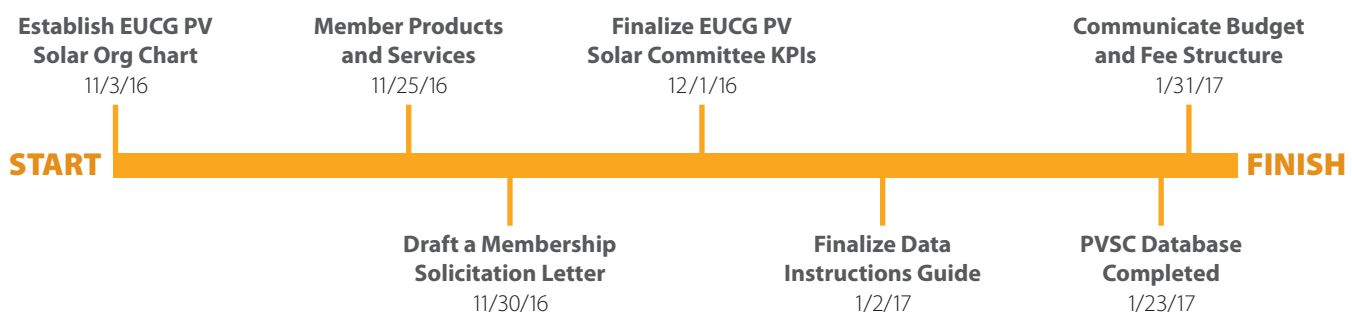 Establish EUCG PV
Solar Org Chart
11/3/16
Member Products
and Services
11/25/16
Finalize EUCG PV
Solar Committee KPIs
12/1/16
Communicate Budget
and Fee Structure
1/31/17
START
FINISH
Draft a Membership
Solicitation Letter
11/30/16
Finalize Data
Instructions Guide
1/2/17
PVSC Database
Completed
1/23/17